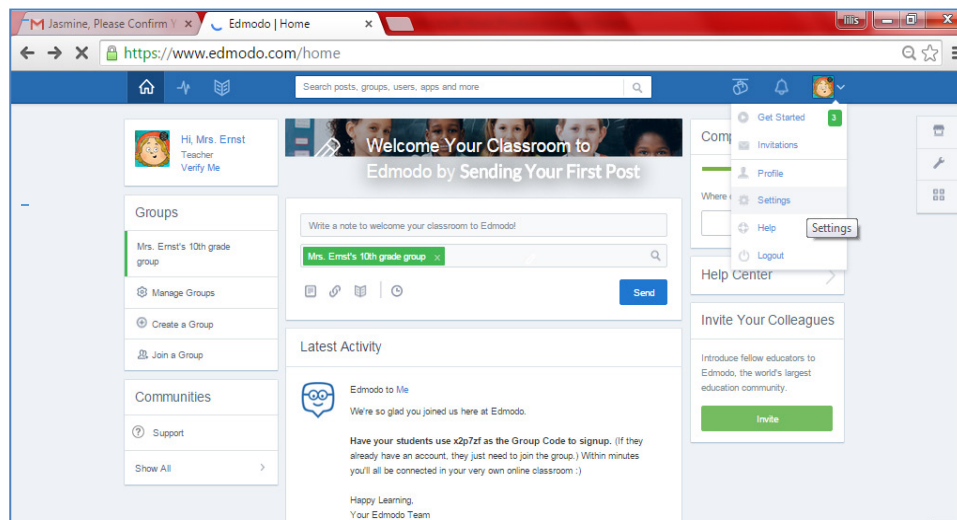 Jasmine, Please Confirm Y
Edmodo | Home
lilis
https://www.edmodo.com/home
Search posts, groups, users, apps and more
Hi, Mrs. Ernst
Teacher
Verify Me
Groups
Mrs. Ernst's 10th grade
group
Manage Groups
Create a Group
Join a Group
Communities
Support
Show All
Welcome Your Classroom to
Edmodo by Sending Your First Post
Write a note to welcome your classroom to Edmodo!
Mrs. Ernst's 10th grade group x
Send
Latest Activity
Edmodo to Me
We're so glad you joined us here at Edmodo.
Have your students use x2p7zf as the Group Code to signup. (If they
already have an account, they just need to join the group.) Within minutes
you'll all be connected in your very own online classroom :)
Happy Learning,
Your Edmodo Team
Get Started 3
Invitations
Profile
Settings
Help
Settings
Logout
Where
Help Center
Invite Your Colleagues
Introduce fellow educators to
Edmodo, the world's largest
education community.
Invite